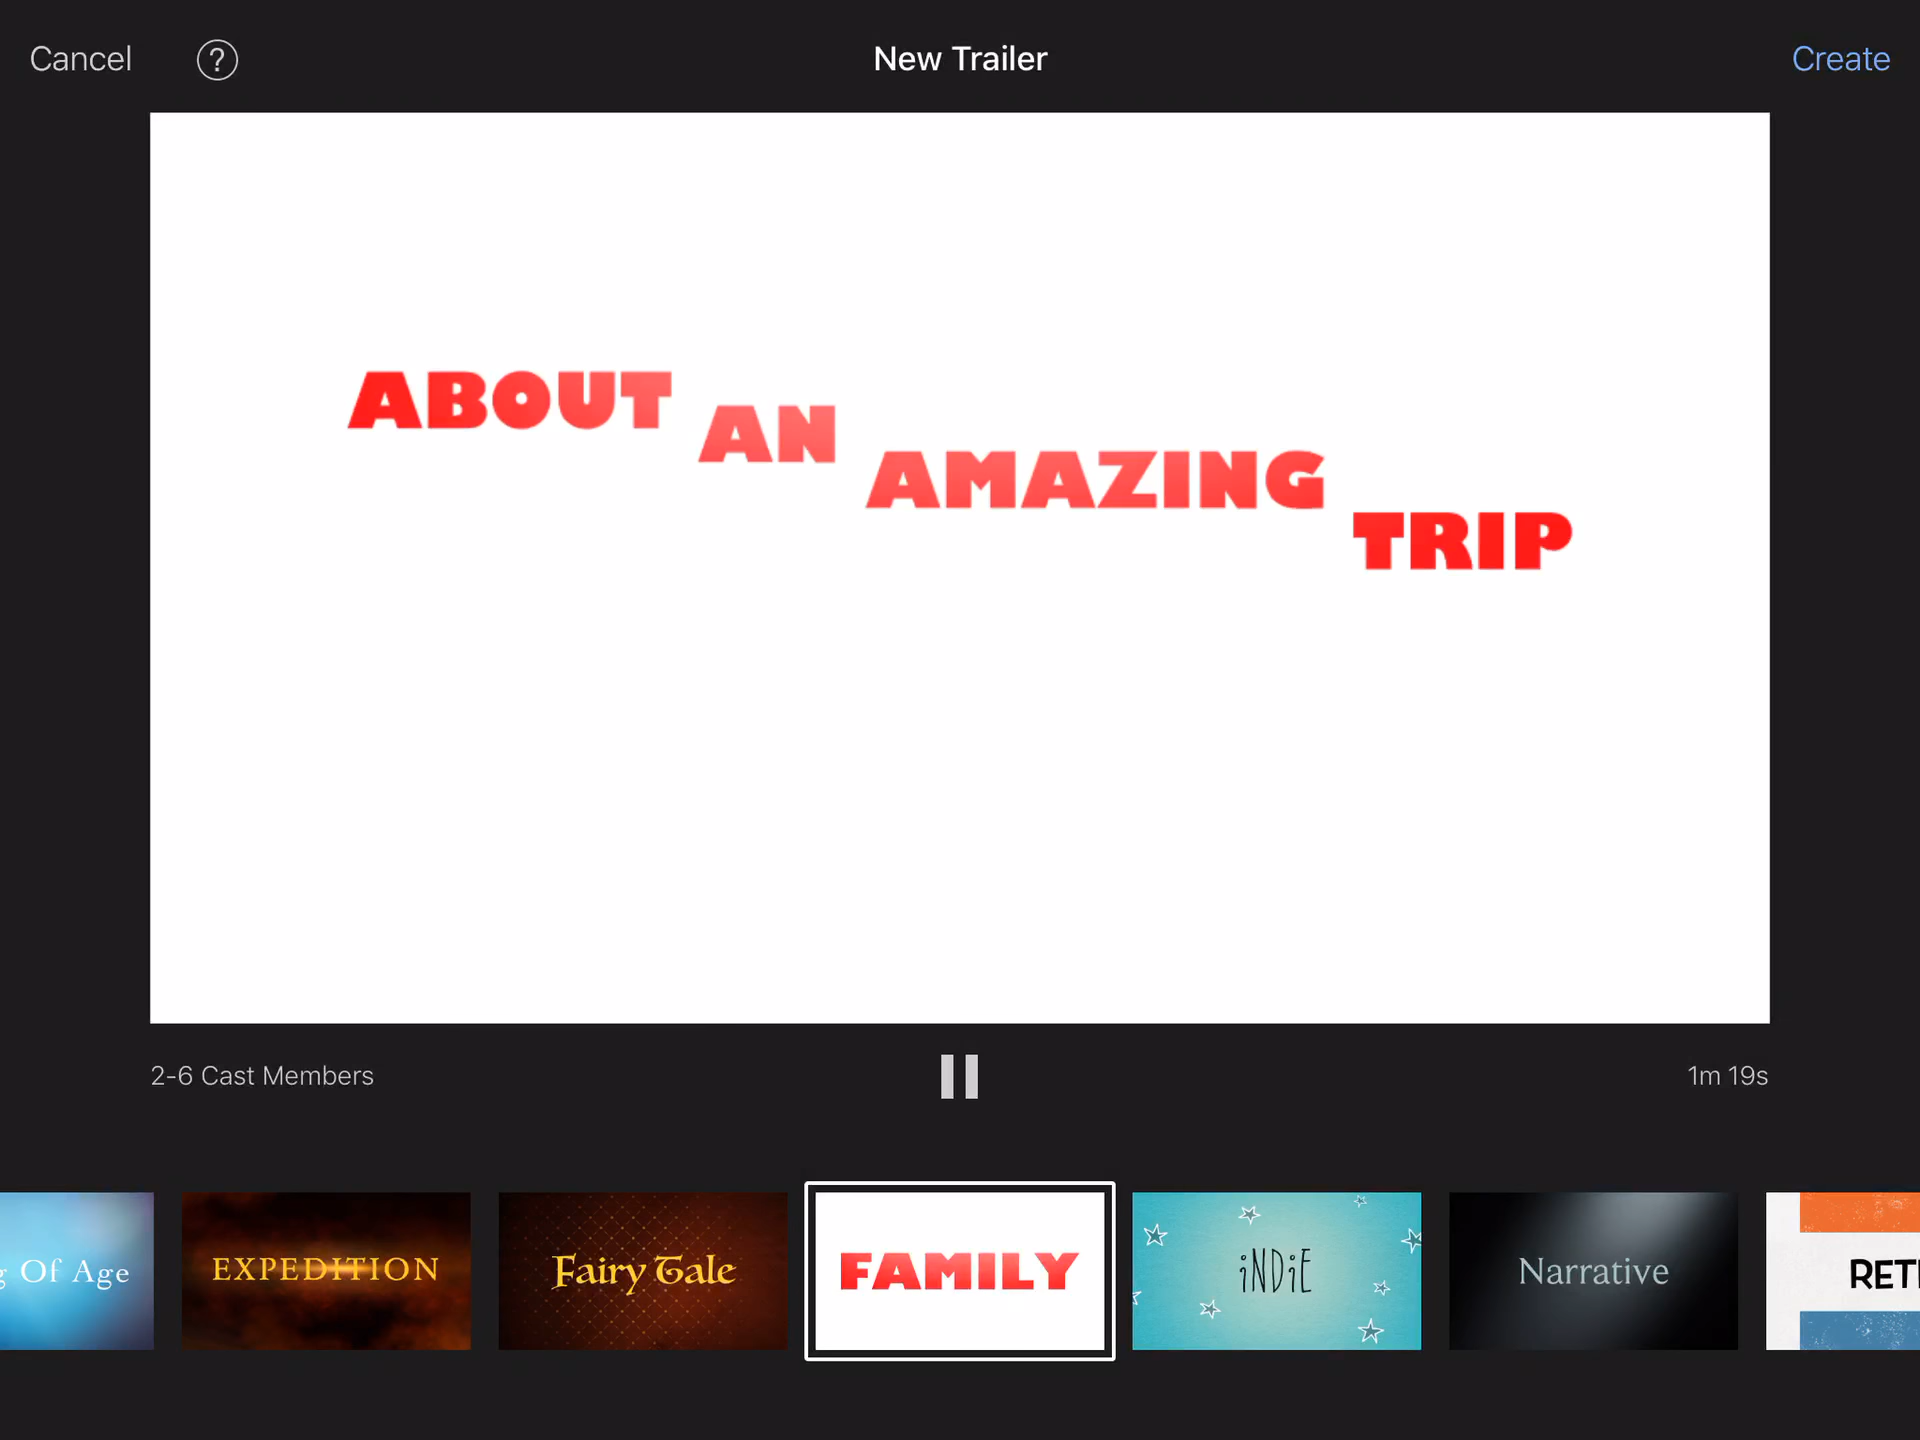 Cancel ? New Trailer Create
ABOUT AN AMAZING TRIP
2-6 Cast Members 1m 19s
Of Age EXPEDITION Fairy Tale FAMILY iNDiE Narrative